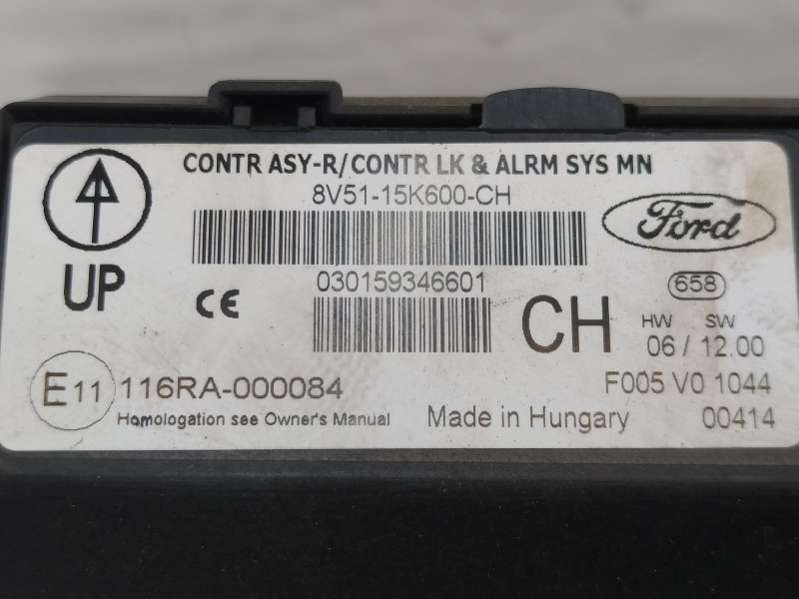 CONTR ASY-R/CONTR LK & ALRM SYS MN
8V51-15K600-CH
Ford
UP
CE
030159346601
CH
658
HW SW
06 / 12.00
E11
116RA-000084
Homologation see Owner's Manual
Made in Hungary
F005 V0 1044
00414